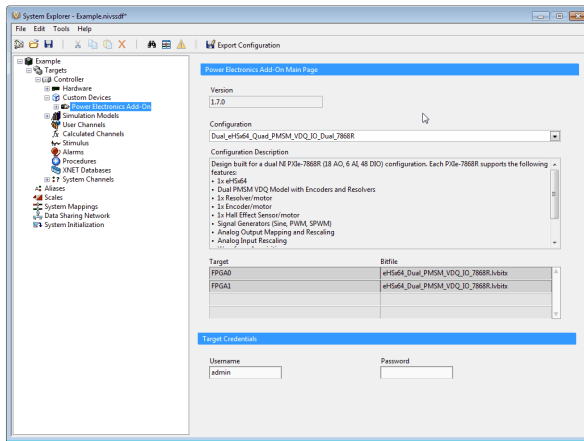 System Explorer - Example.nivssdf*
File Edit Tools Help
Export Configuration
Example
Targets
Controller
Hardware
Custom Devices
Power Electronics Add-On
Simulation Models
User Channels
fx Calculated Channels
Stimulus
Alarms
Procedures
XNET Databases
System Channels
Aliases
Scales
System Mappings
Data Sharing Network
System Initialization
Power Electronics Add-On Main Page
Version
1.7.0
Configuration
Dual_eHSx64_Quad_PMSM_VDQ_IO_Dual_7868R
Configuration Description
Design built for a dual NI PXIe-7868R (18 AO, 6 AI, 48 DIO) configuration. Each PXIe-7868R supports the following
features:
• 1x eHSx64
• Dual PMSM VDQ Model with Encoders and Resolvers
• 1x Resolver/motor
• 1x Encoder/motor
• 1x Hall Effect Sensor/motor
• Signal Generators (Sine, PWM, SPWM)
• Analog Output Mapping and Rescaling
• Analog Input Rescaling
Target Bitfile
FPGA0 eHSx64_Dual_PMSM_VDQ_IO_7868R.lvbitx
FPGA1 eHSx64_Dual_PMSM_VDQ_IO_7868R.lvbitx
Target Credentials
Username Password
admin